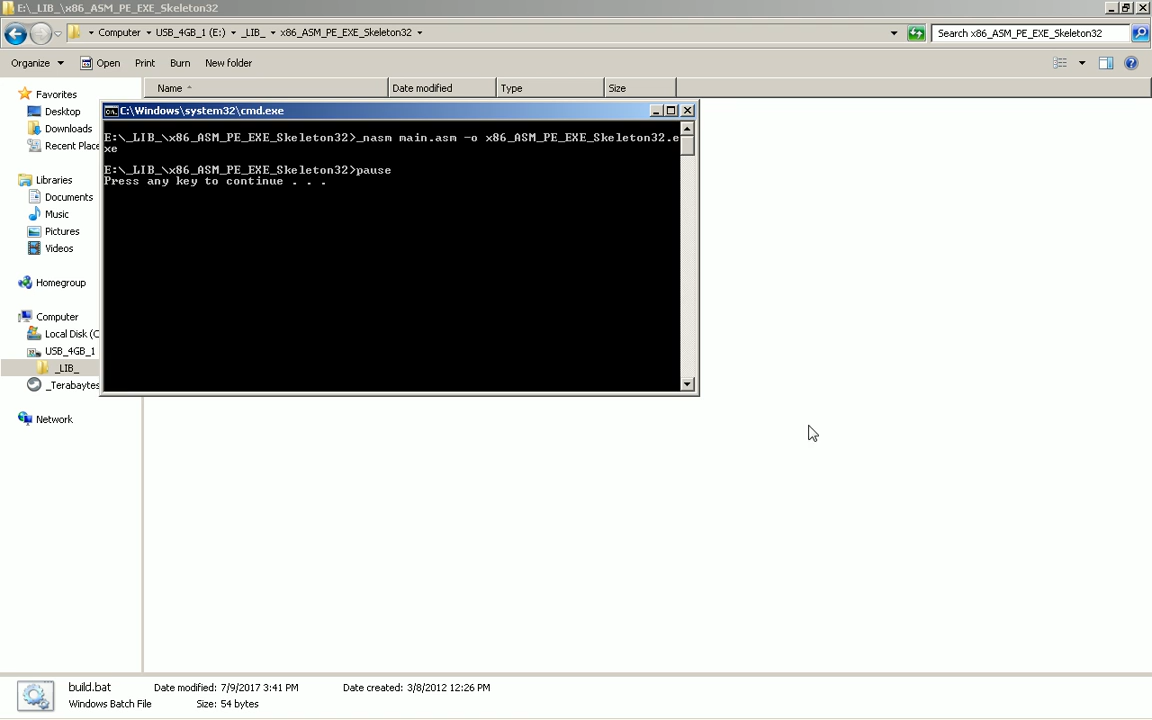 E:\_LIB_\x86_ASM_PE_EXE_Skeleton32
Computer USB_4GB_1 (E:) _LIB_ x86_ASM_PE_EXE_Skeleton32
Search x86_ASM_PE_EXE_Skeleton32
Organize Open Print Burn New folder
Name Date modified Type Size
Favorites
Desktop
Downloads
Recent Place
Libraries
Documents
Music
Pictures
Videos
Homegroup
Computer
Local Disk (C
USB_4GB_1
_LIB_
_Terabytes
Network
C:\Windows\system32\cmd.exe
E:\_LIB_\x86_ASM_PE_EXE_Skeleton32>_nasm main.asm -o x86_ASM_PE_EXE_Skeleton32.e
xe
E:\_LIB_\x86_ASM_PE_EXE_Skeleton32>pause
Press any key to continue . . .
build.bat Date modified: 7/9/2017 3:41 PM Date created: 3/8/2012 12:26 PM
Windows Batch File Size: 54 bytes